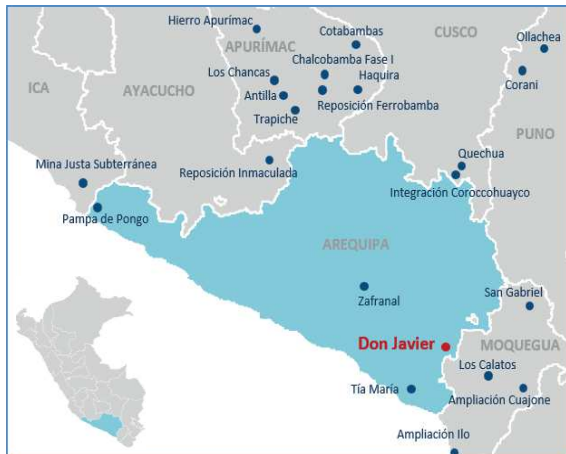 Hierro Apurímac
Cotabambas
CUSCO
Ollachea
APURÍMAC
Chalcobamba Fase I
Los Chancas
Haquira
Corani
ICA
AYACUCHO
Antilla
Reposición Ferrobamba
Trapiche
PUNO
Mina Justa Subterránea
Reposición Inmaculada
Quechua
Integración Coroccohuayco
Pampa de Pongo
AREQUIPA
Zafranal
San Gabriel
Don Javier
MOQUEGUA
Los Calatos
Tía María
Ampliación Cuajone
Ampliación Ilo